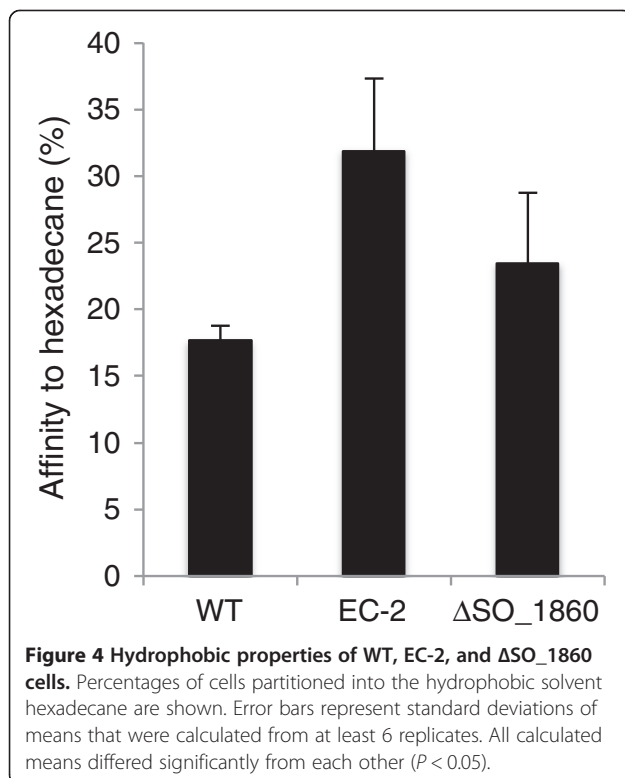 40
35
30
25
20
15
10
5
0
Affinity to hexadecane (%)
WT EC-2 ΔSO_1860
Figure 4 Hydrophobic properties of WT, EC-2, and ΔSO_1860
cells. Percentages of cells partitioned into the hydrophobic solvent
hexadecane are shown. Error bars represent standard deviations of
means that were calculated from at least 6 replicates. All calculated
means differed significantly from each other (P < 0.05).